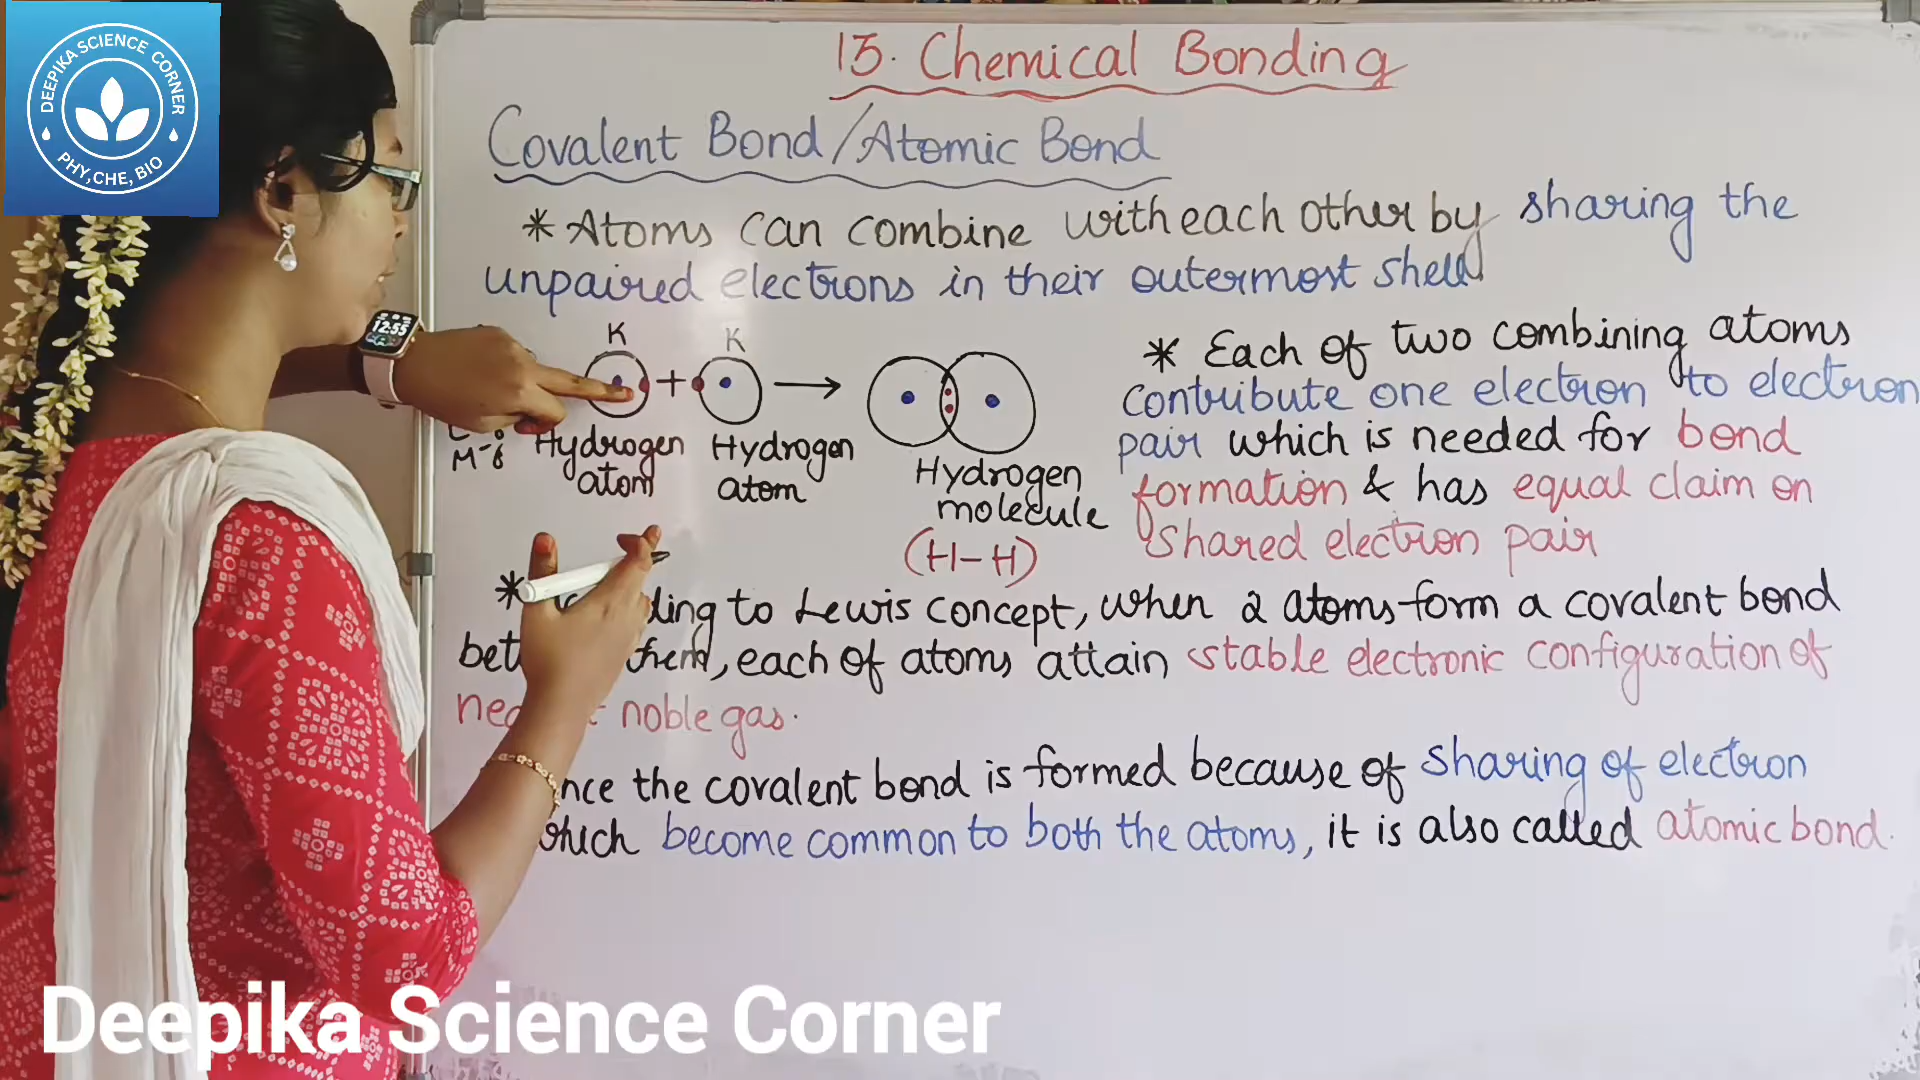 DEEPIKA SCIENCE CORNER
PHY,CHE, BIO
15. Chemical Bonding
Covalent Bond/Atomic Bond
* Atoms can combine with each other by sharing the
unpaired electrons in their outermost shell
K K
12:55
+
Hydrogen atom
Hydrogen atom
Hydrogen molecule
(H-H)
M-8
* Each of two combining atoms
contribute one electron to electron
pair which is needed for bond
formation & has equal claim on
shared electron pair
* ding to Lewis concept, when 2 atoms form a covalent bond
bet them, each of atoms attain stable electronic configuration of
noble gas.
nce the covalent bond is formed because of sharing of electron
which become common to both the atoms, it is also called atomic bond.
Deepika Science Corner